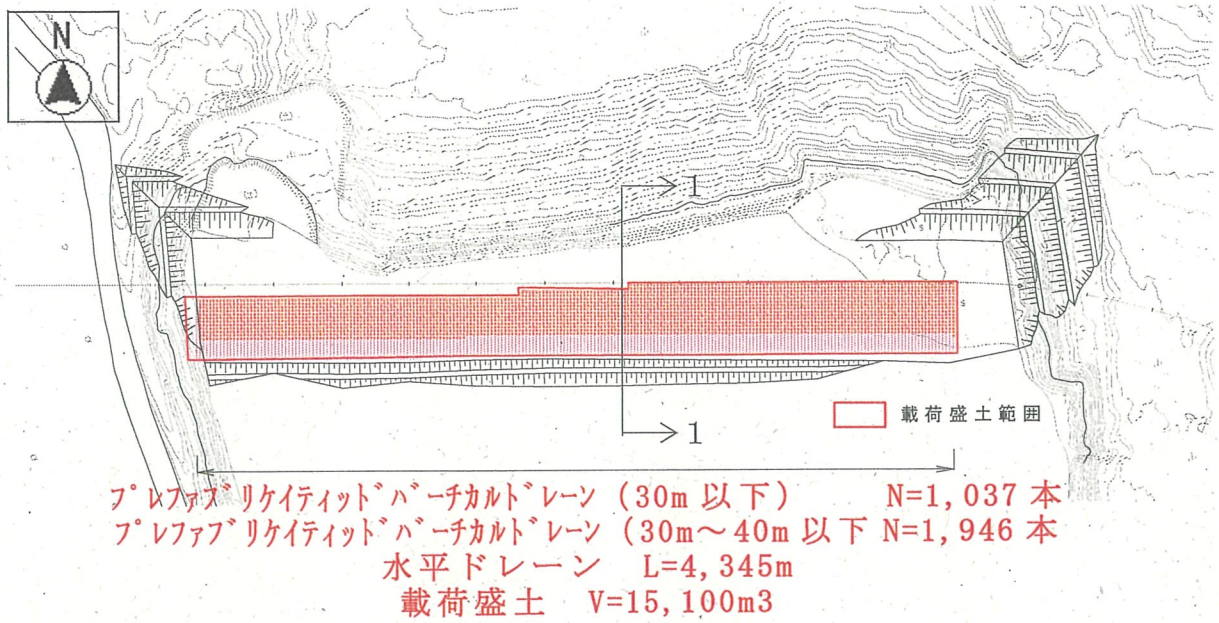 N
1
載荷盛土範囲
1
プレファブリケイティッドバーチカルドレーン (30m 以下) N=1,037 本
プレファブリケイティッドバーチカルドレーン (30m～40m 以下 N=1,946 本
水平ドレーン L=4,345m
載荷盛土 V=15,100m3